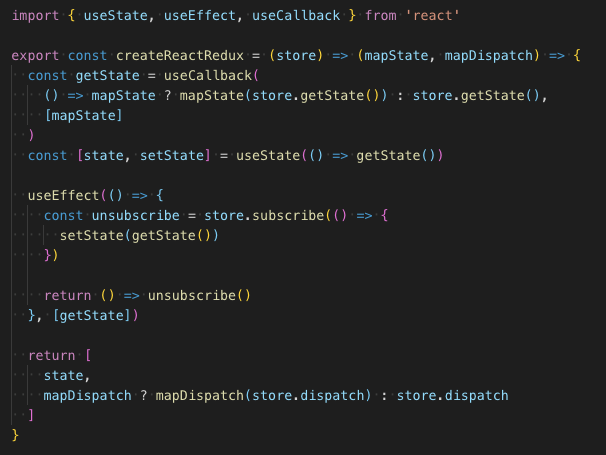 import { useState, useEffect, useCallback } from 'react'
export const createReactRedux = (store) => (mapState, mapDispatch) => {
const getState = useCallback(
() => mapState ? mapState(store.getState()) : store.getState(),
[mapState]
)
const [state, setState] = useState(() => getState())
useEffect(() => {
const unsubscribe = store.subscribe(() => {
setState(getState())
})
return () => unsubscribe()
}, [getState])
return [
state,
mapDispatch ? mapDispatch(store.dispatch) : store.dispatch
]
}